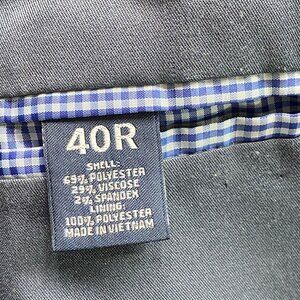 40R
SHELL:
69% POLYESTER
29% VISCOSE
2% SPANDEX
LINING:
100% POLYESTER
MADE IN VIETNAM